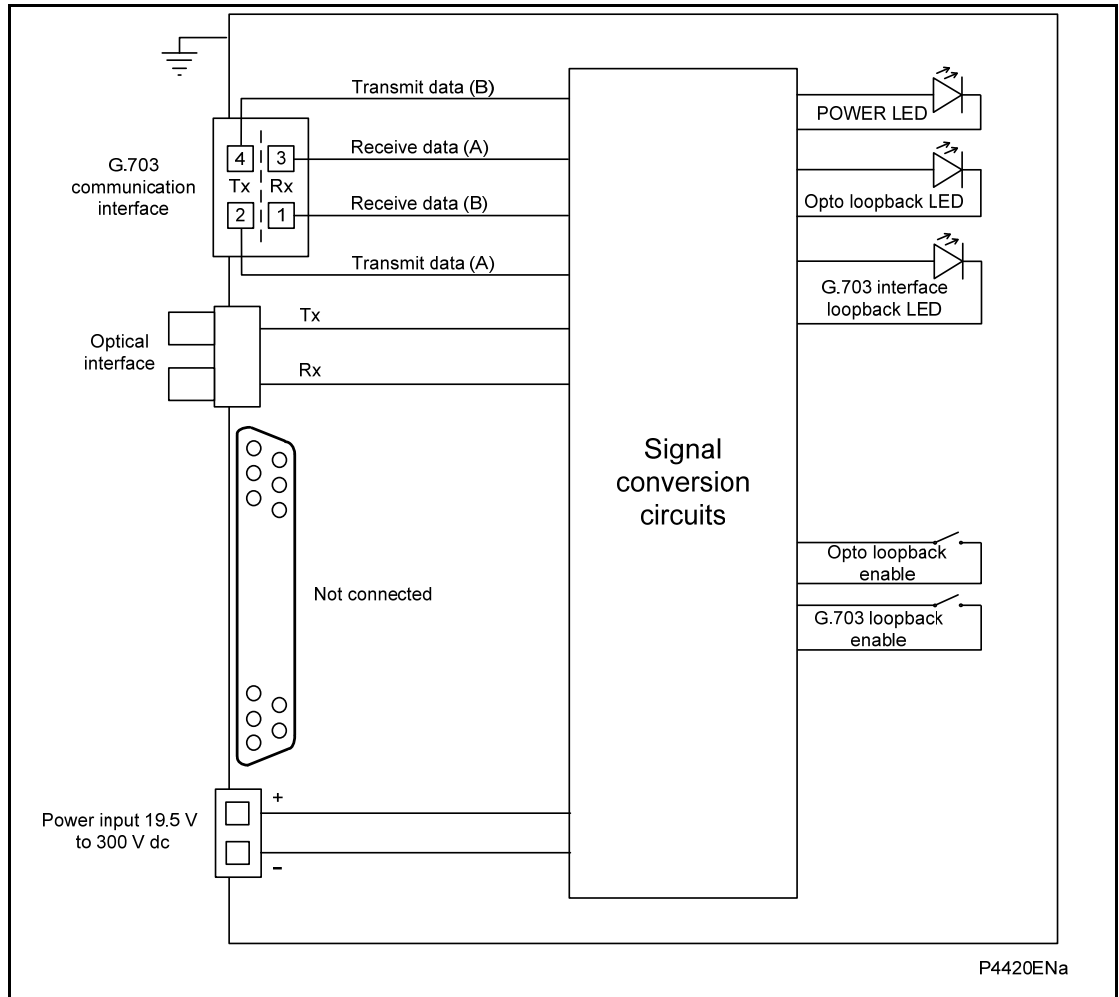 Transmit data (B)
POWER LED
G.703
communication
interface
4
3
Receive data (A)
Tx
Rx
2
1
Receive data (B)
Opto loopback LED
Transmit data (A)
G.703 interface
loopback LED
Optical
interface
Tx
Rx
Signal
conversion
circuits
Opto loopback
enable
G.703 loopback
enable
Not connected
Power input 19.5 V
to 300 V dc
+
-
P4420ENa